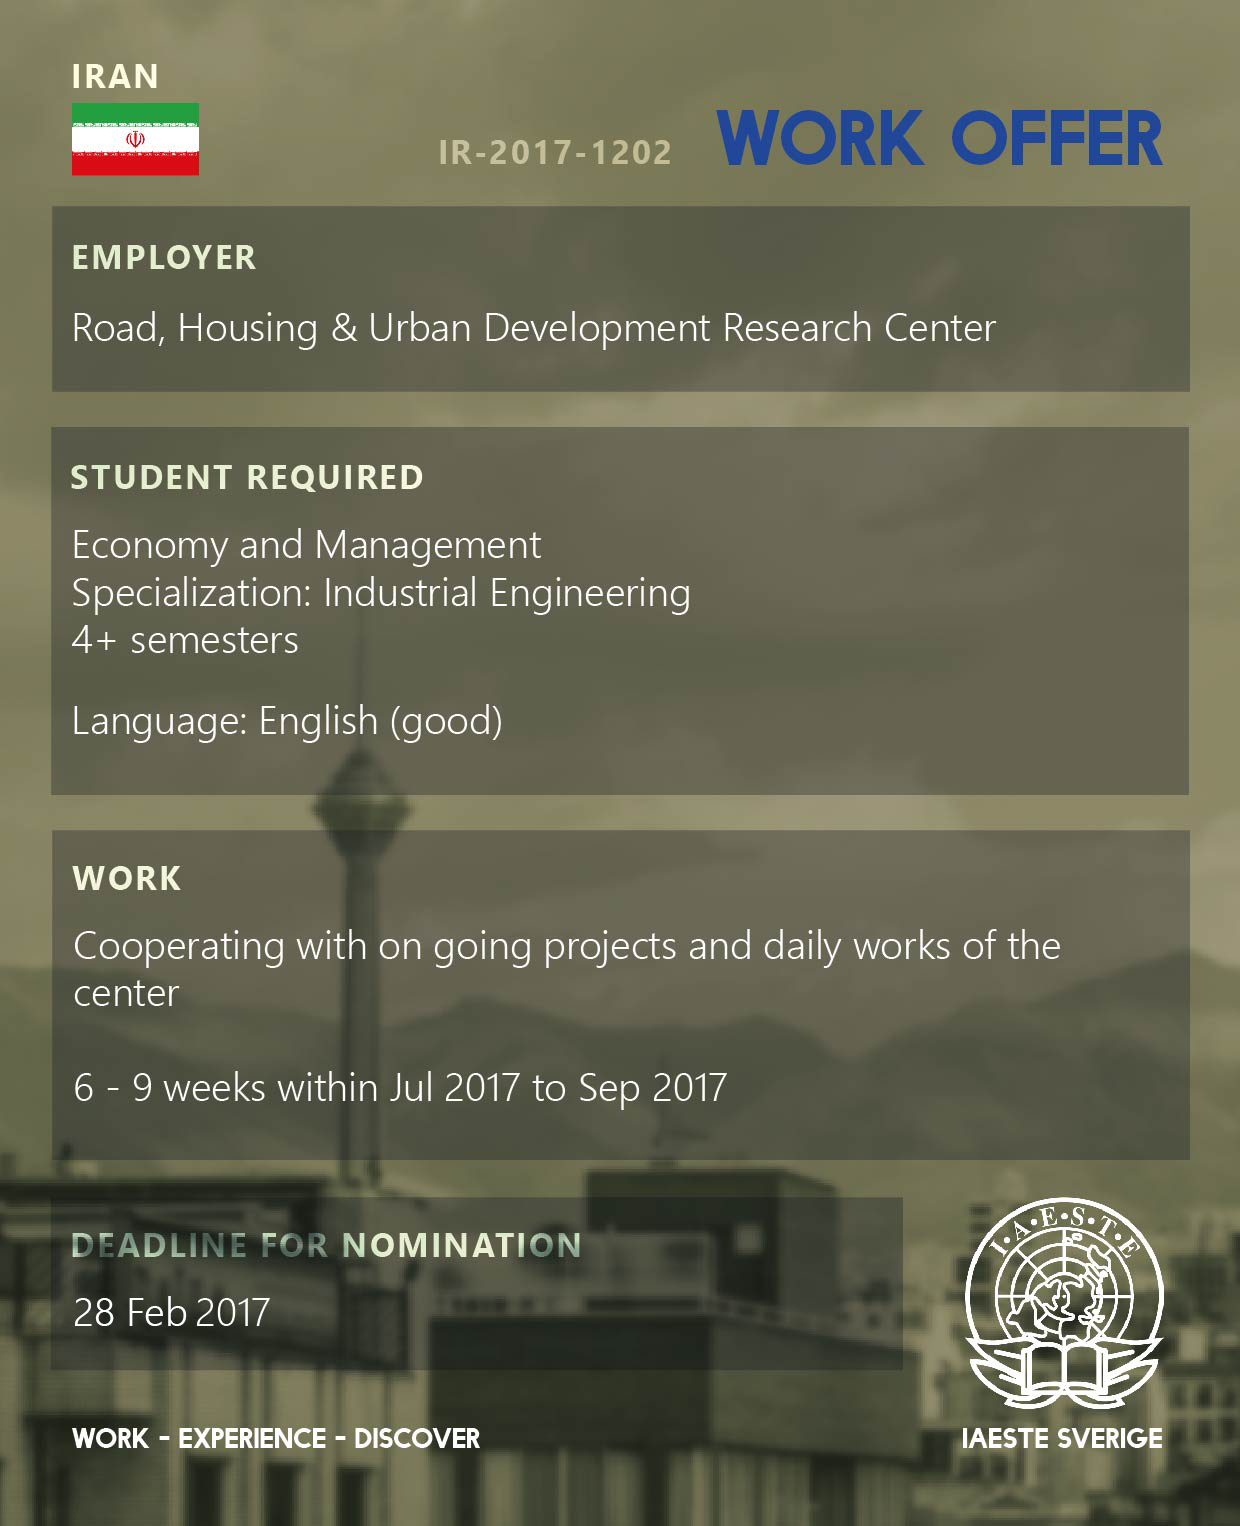 IRAN
IR-2017-1202
WORK OFFER
EMPLOYER
Road, Housing & Urban Development Research Center
STUDENT REQUIRED
Economy and Management
Specialization: Industrial Engineering
4+ semesters
Language: English (good)
WORK
Cooperating with on going projects and daily works of the
center
6 - 9 weeks within Jul 2017 to Sep 2017
DEADLINE FOR NOMINATION
28 Feb 2017
I·A·E·S·T·E
WORK - EXPERIENCE - DISCOVER
IAESTE SVERIGE